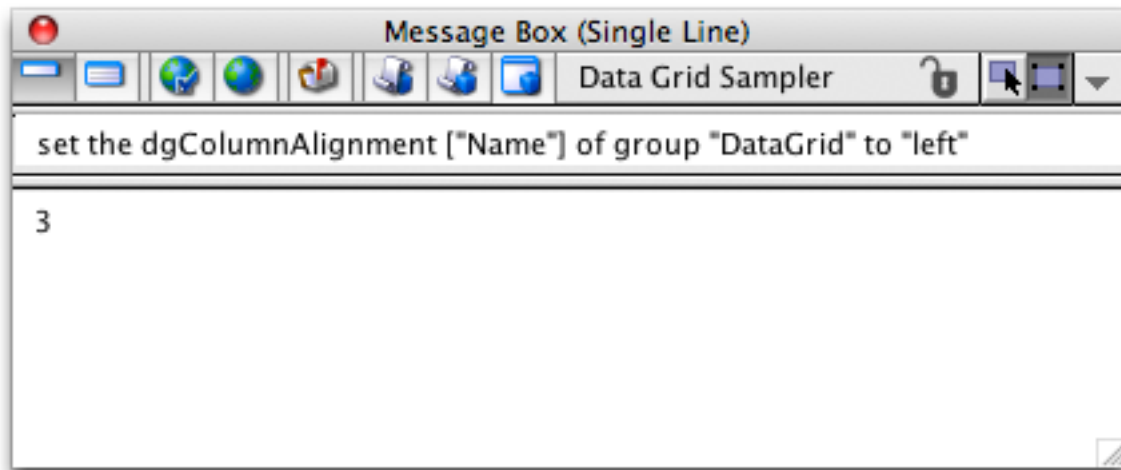 Message Box (Single Line)
Data Grid Sampler
set the dgColumnAlignment ["Name"] of group "DataGrid" to "left"
3